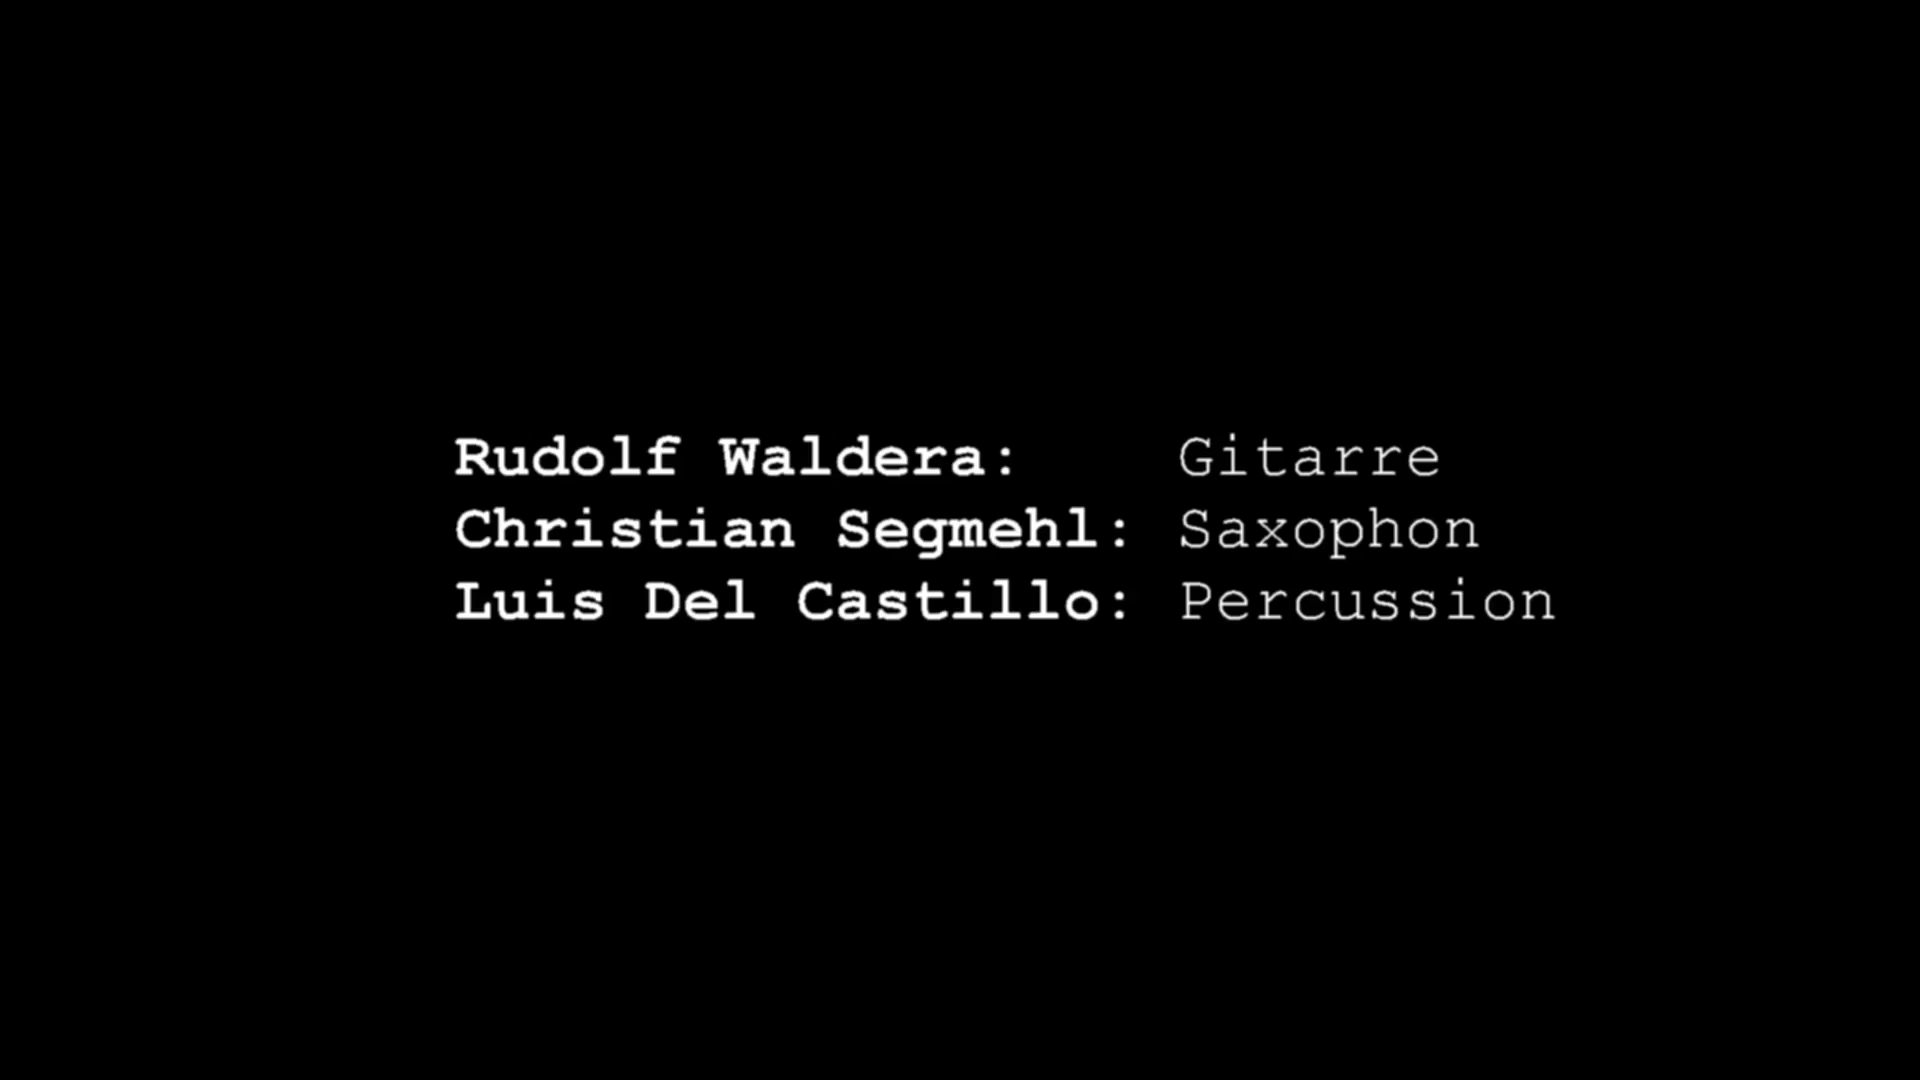 Rudolf Waldera: Gitarre
Christian Segmehl: Saxophon
Luis Del Castillo: Percussion